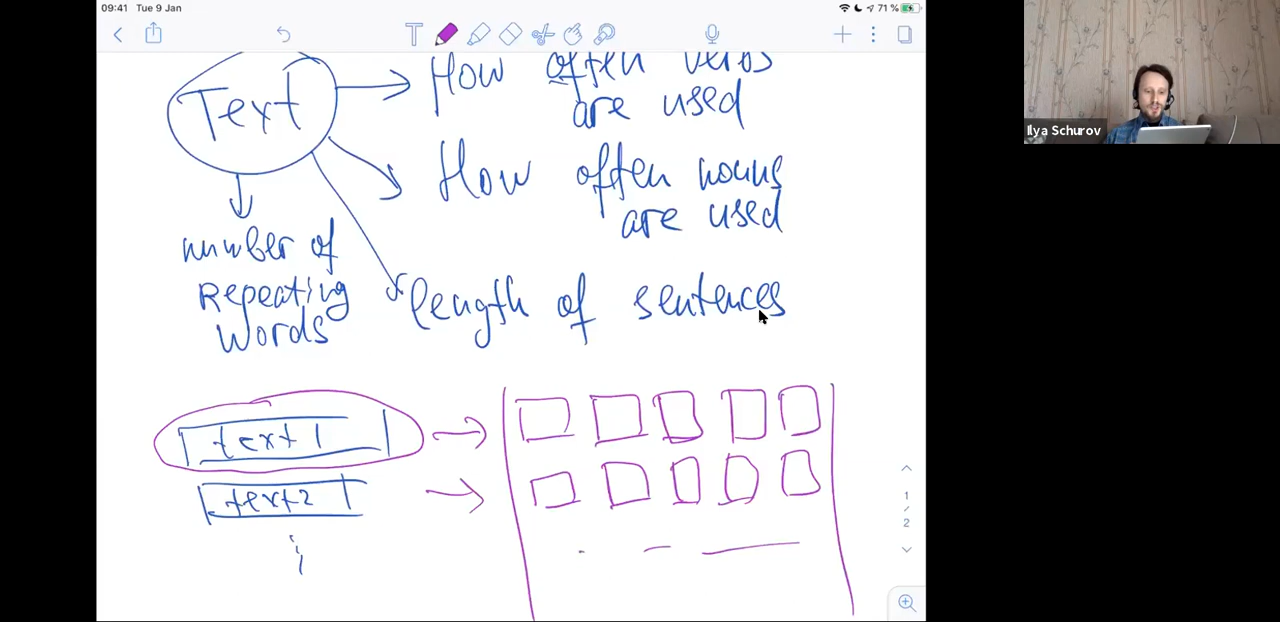 09:41 Tue 9 Jan
71 %
How often verbs
Text
are used
How often nouns
are used
number of
Repeating
Words
length of sentences
text 1
text 2
1
/
2
Ilya Schurov